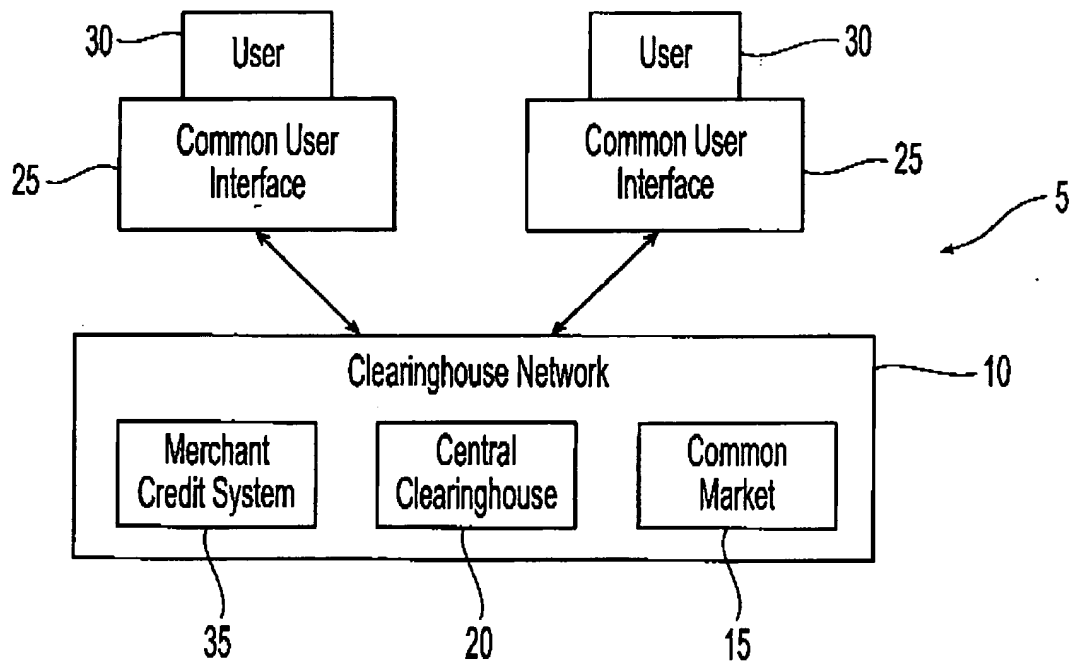 30
User
User
30
25
Common User
Interface
Common User
Interface
25
5
Clearinghouse Network
10
Merchant
Credit System
Central
Clearinghouse
Common
Market
35
20
15